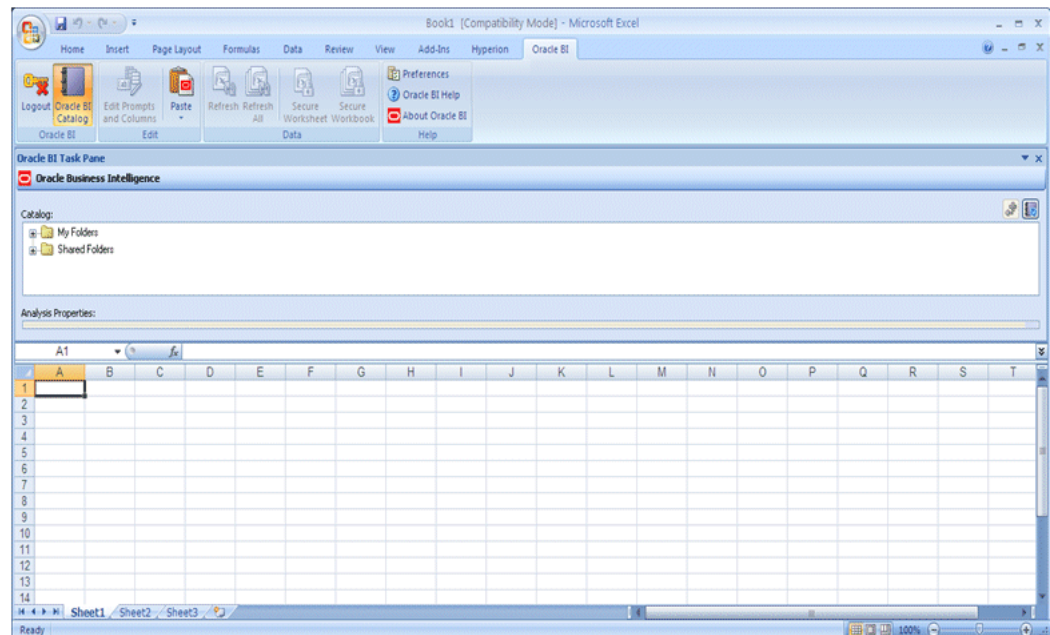 Book1 [Compatibility Mode] - Microsoft Excel
Home Insert Page Layout Formulas Data Review View Add-Ins Hyperion Oracle BI
Logout
Oracle BI Catalog
Oracle BI
Edit Prompts and Columns
Paste
Edit
Refresh
Refresh All
Secure Worksheet
Secure Workbook
Data
Preferences
Oracle BI Help
About Oracle BI
Help
Oracle BI Task Pane
Oracle Business Intelligence
Catalog:
My Folders
Shared Folders
Analysis Properties:
A1 fx
A B C D E F G H I J K L M N O P Q R S T
1
2
3
4
5
6
7
8
9
10
11
12
13
14
Sheet1 Sheet2 Sheet3
Ready 100%